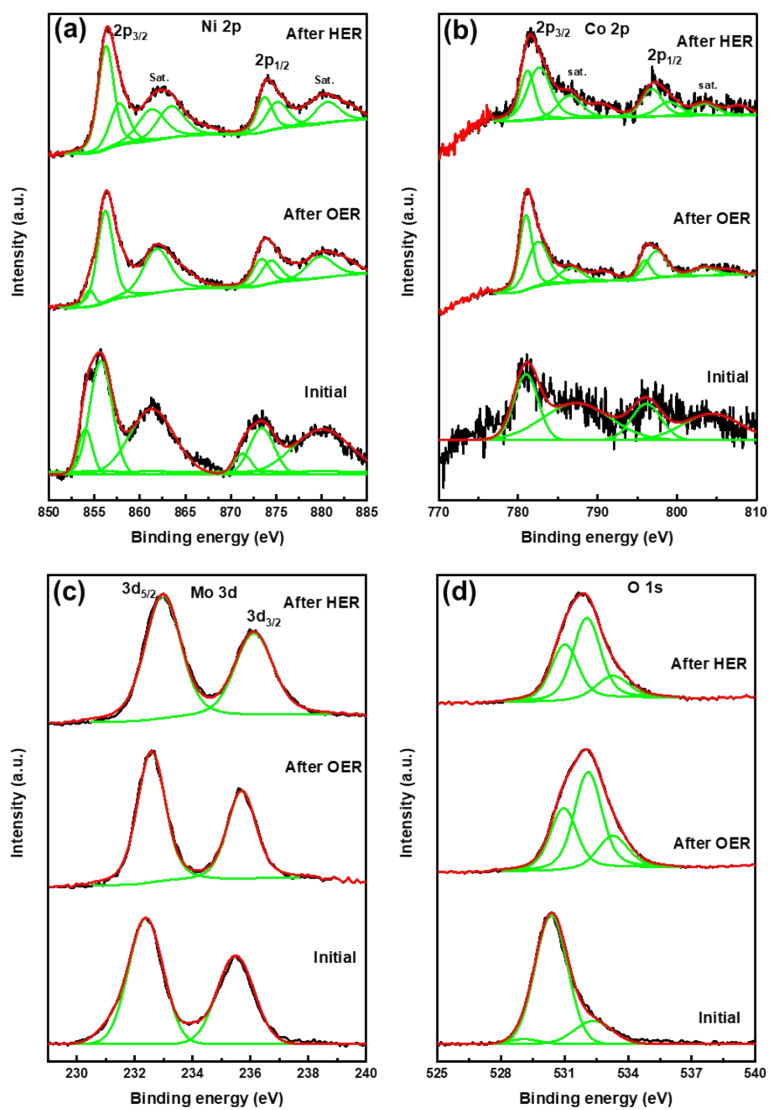 (a) Ni 2p After HER
2p3/2
Sat.
2p1/2
Sat.
After OER
Initial
Intensity (a.u.)
850 855 860 865 870 875 880 885
Binding energy (eV)
(b) 2p3/2 Co 2p After HER
sat.
2p1/2
sat.
After OER
Initial
Intensity (a.u.)
770 780 790 800 810
Binding energy (eV)
(c) 3d5/2 Mo 3d After HER
3d3/2
After OER
Initial
Intensity (a.u.)
230 232 234 236 238 240
Binding energy (eV)
(d) O 1s
After HER
After OER
Initial
Intensity (a.u.)
525 528 531 534 537 540
Binding energy (eV)